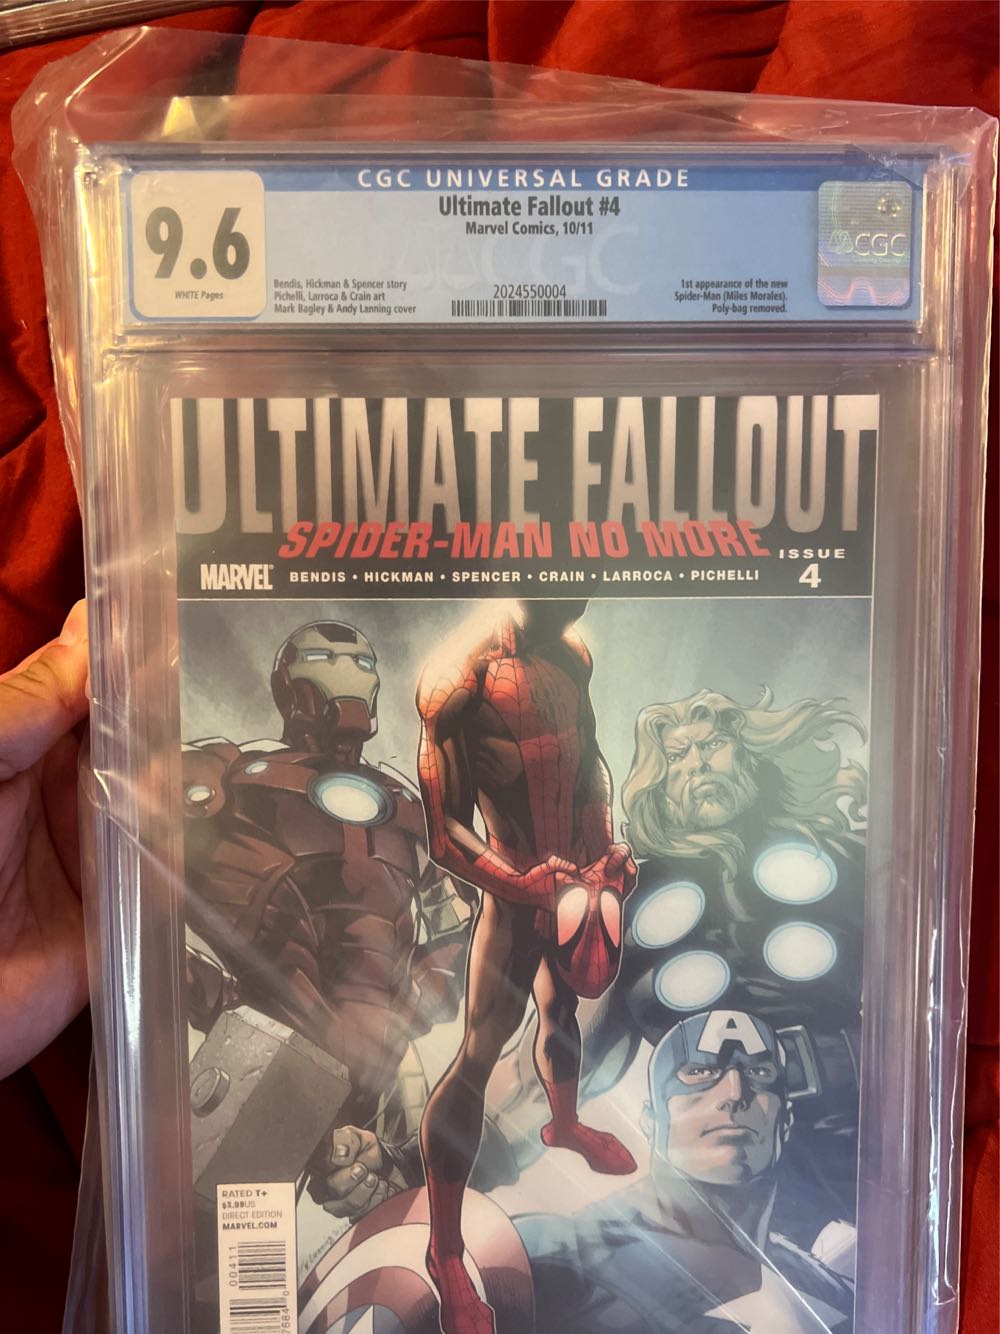 CGC UNIVERSAL GRADE
9.6
WHITE Pages
Ultimate Fallout #4
Marvel Comics, 10/11
Bendis, Hickman & Spencer story
Pichelli, Larroca & Crain art
Mark Bagley & Andy Lanning cover
2024550004
1st appearance of the new
Spider-Man (Miles Morales).
Poly-bag removed.
CGC
ULTIMATE FALLOUT
SPIDER-MAN NO MORE
ISSUE
4
MARVEL
BENDIS • HICKMAN • SPENCER • CRAIN • LARROCA • PICHELLI
A
RATED T+
$3.99US
DIRECT EDITION
MARVEL.COM
00411